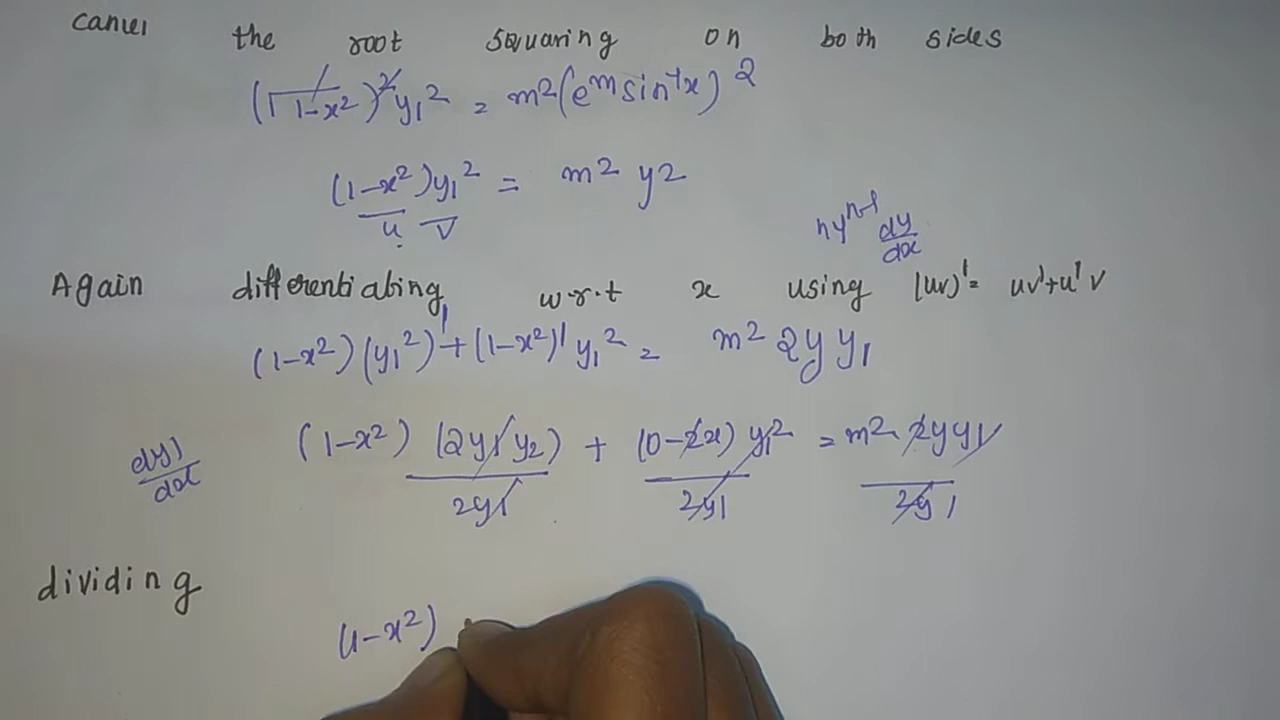 cancel the root squaring on both sides
(√1-x²)² y₁² = m²(e^m sin⁻¹x)²
(1-x²)y₁² = m² y2
u v
ny^n-1 dy/dx
Again differentiating w.r.t x using (uv)' = uv'+u'v
(1-x²)(y₁²)' + (1-x²)' y₁² = m² 2y y₁
dy1/dx (1-x²) (2y1 y₂)/2y1 + (0-2x) y₁²/2y1 = m² 2yy1/2y1
dividing
(1-x²)